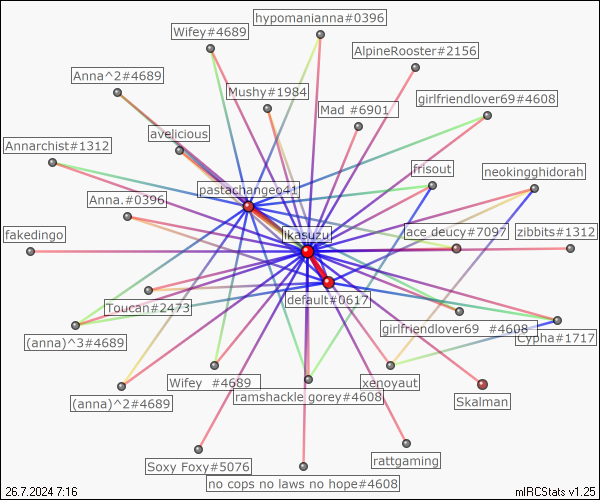 hypomanianna#0396
Wifey#4689
AlpineRooster#2156
Anna^2#4689
Mushy#1984
girlfriendlover69#4608
Mad #6901
avelicious
Annarchist#1312
frisout
neokingghidorah
pastachangeo41
Anna.#0396
fakedingo
ikasuzu
ace deucy#7097
zibbits#1312
default#0617
Toucan#2473
girlfriendlover69 #4608
Cypha#1717
(anna)^3#4689
Wifey #4689
xenoyaut
ramshackle gorey#4608
(anna)^2#4689
Skalman
Soxy Foxy#5076
rattgaming
no cops no laws no hope#4608
26.7.2024 7:16
mIRCStats v1.25